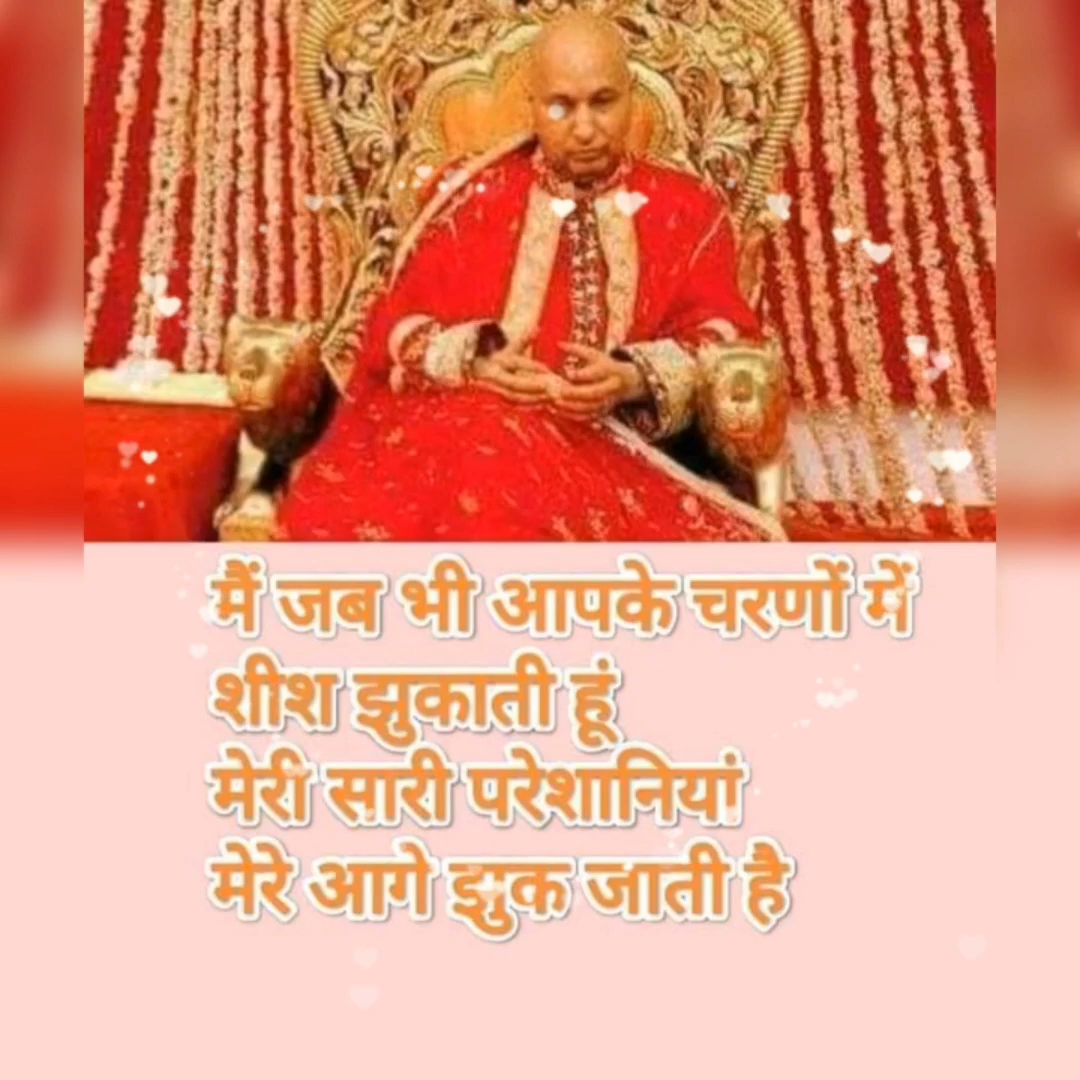 मैं जब भी आपके चरणों में
शीश झुकाती हूं
मेरी सारी परेशानियां
मेरे आगे झुक जाती है